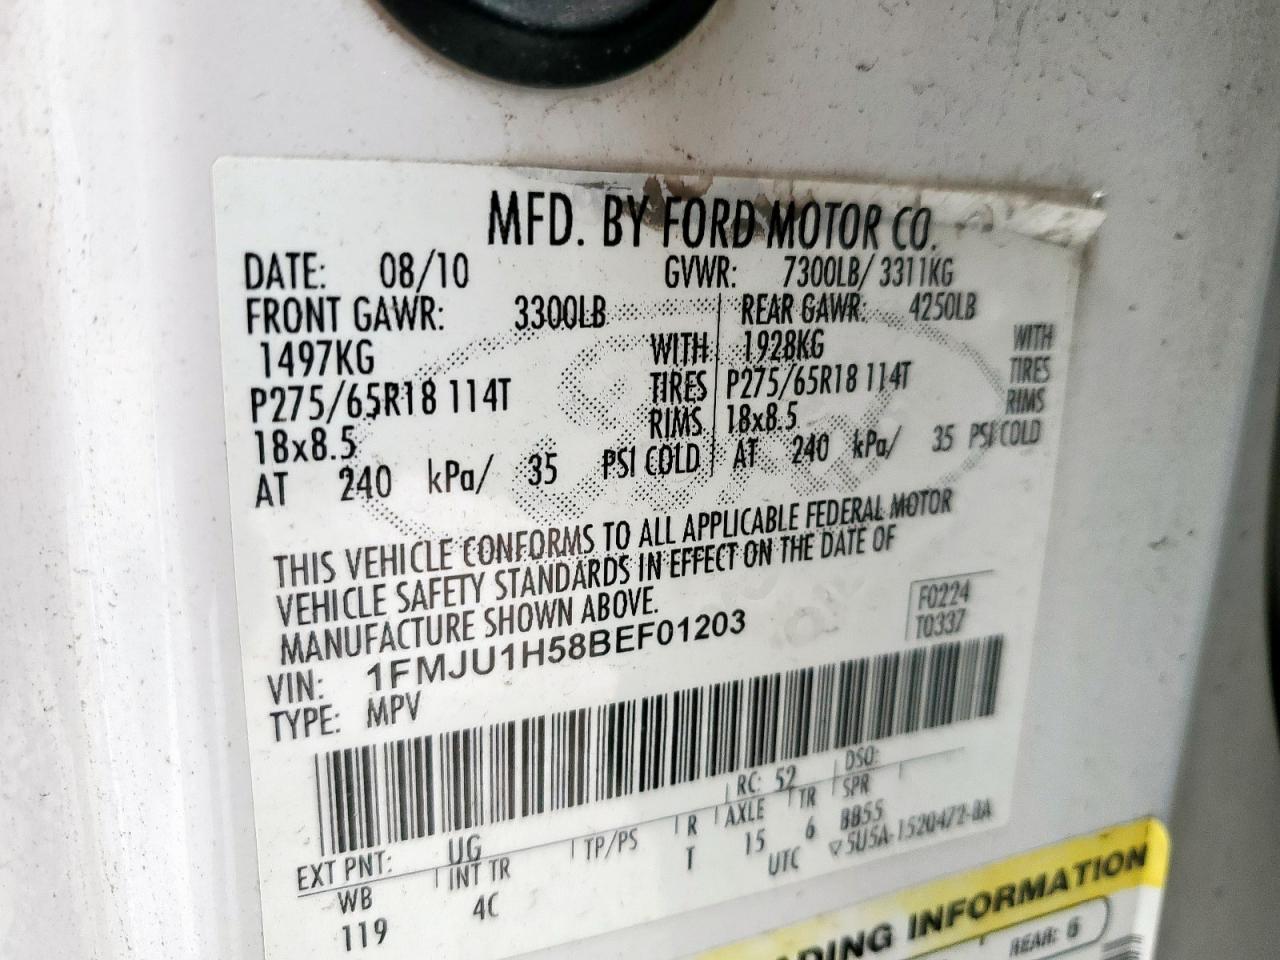 MFD. BY FORD MOTOR CO.
DATE: 08/10 GVWR: 7300LB/ 3311KG
FRONT GAWR: 3300LB REAR GAWR: 4250LB
1497KG WITH 1928KG WITH
P275/65R18 114T TIRES P275/65R18 114T TIRES
18x8.5 RIMS 18x8.5 RIMS
AT 240 kPa/ 35 PSI COLD AT 240 kPa/ 35 PSI COLD
THIS VEHICLE CONFORMS TO ALL APPLICABLE FEDERAL MOTOR
VEHICLE SAFETY STANDARDS IN EFFECT ON THE DATE OF
MANUFACTURE SHOWN ABOVE.
F0224
T0337
VIN: 1FMJU1H58BEF01203
TYPE: MPV
EXT PNT: UG RC: 52 DSO:
WB INT TR TP/PS R AXLE TR SPR
119 4C T 15 6 BB55
UTC ▽5U5A-1520472-BA
DING INFORMATION
REAR: 6